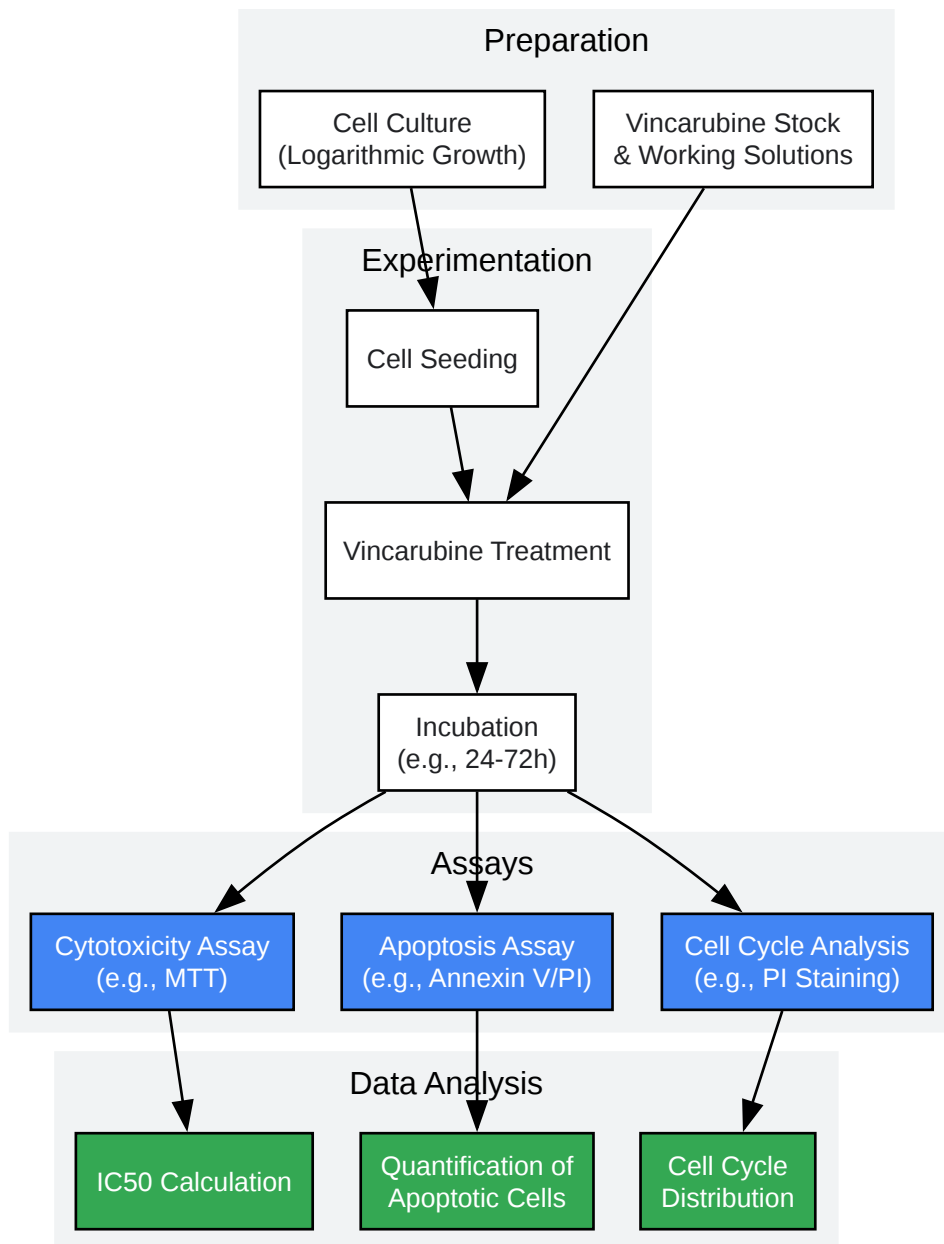 Preparation
Cell Culture
(Logarithmic Growth)
Vincarubine Stock
& Working Solutions
Experimentation
Cell Seeding
Vincarubine Treatment
Incubation
(e.g., 24-72h)
Assays
Cytotoxicity Assay
(e.g., MTT)
Apoptosis Assay
(e.g., Annexin V/PI)
Cell Cycle Analysis
(e.g., PI Staining)
Data Analysis
IC50 Calculation
Quantification of
Apoptotic Cells
Cell Cycle
Distribution